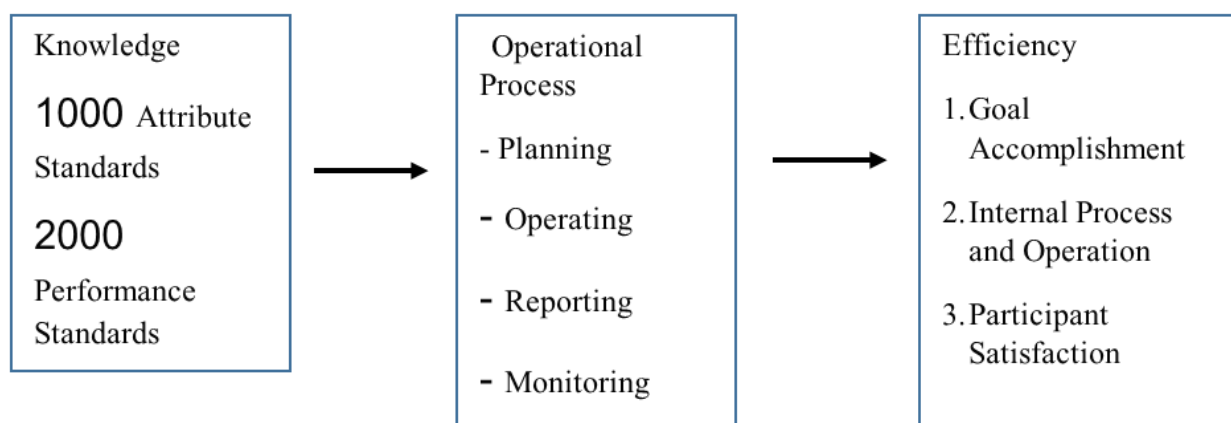 Knowledge
1000 Attribute
Standards
2000
Performance
Standards
Operational
Process
- Planning
- Operating
- Reporting
- Monitoring
Efficiency
1. Goal
Accomplishment
2. Internal Process
and Operation
3. Participant
Satisfaction